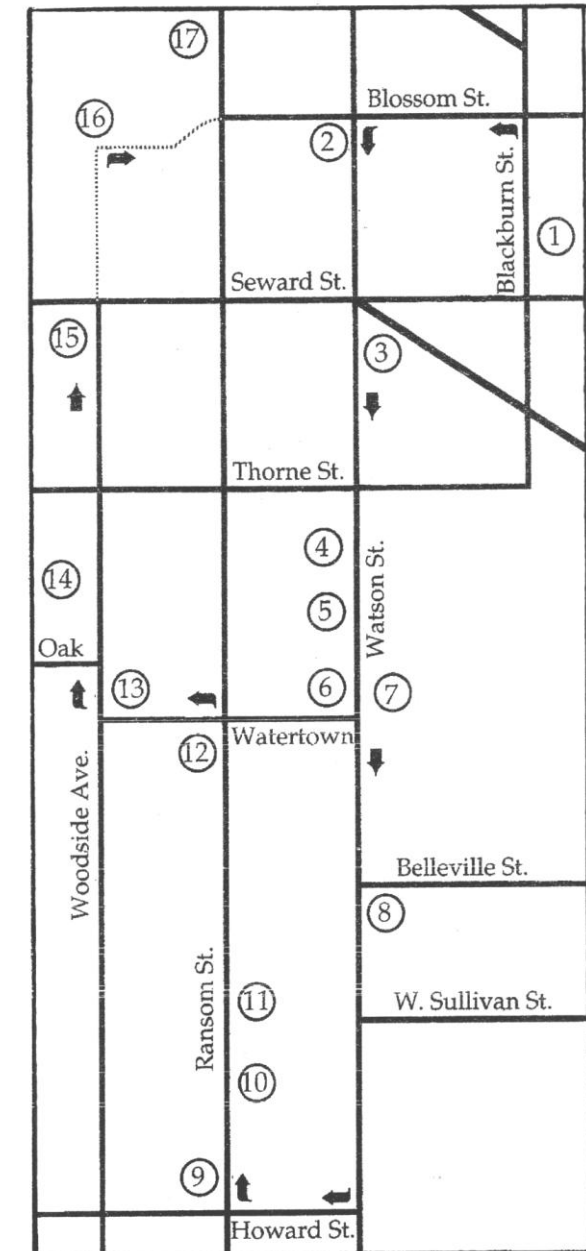 17
16
Blossom St.
2
Blackburn St.
1
Seward St.
15
3
Thorne St.
4
14
5
Watson St.
Oak
13
6
7
12
Watertown
Woodside Ave.
Belleville St.
8
Ransom St.
11
W. Sullivan St.
10
9
Howard St.